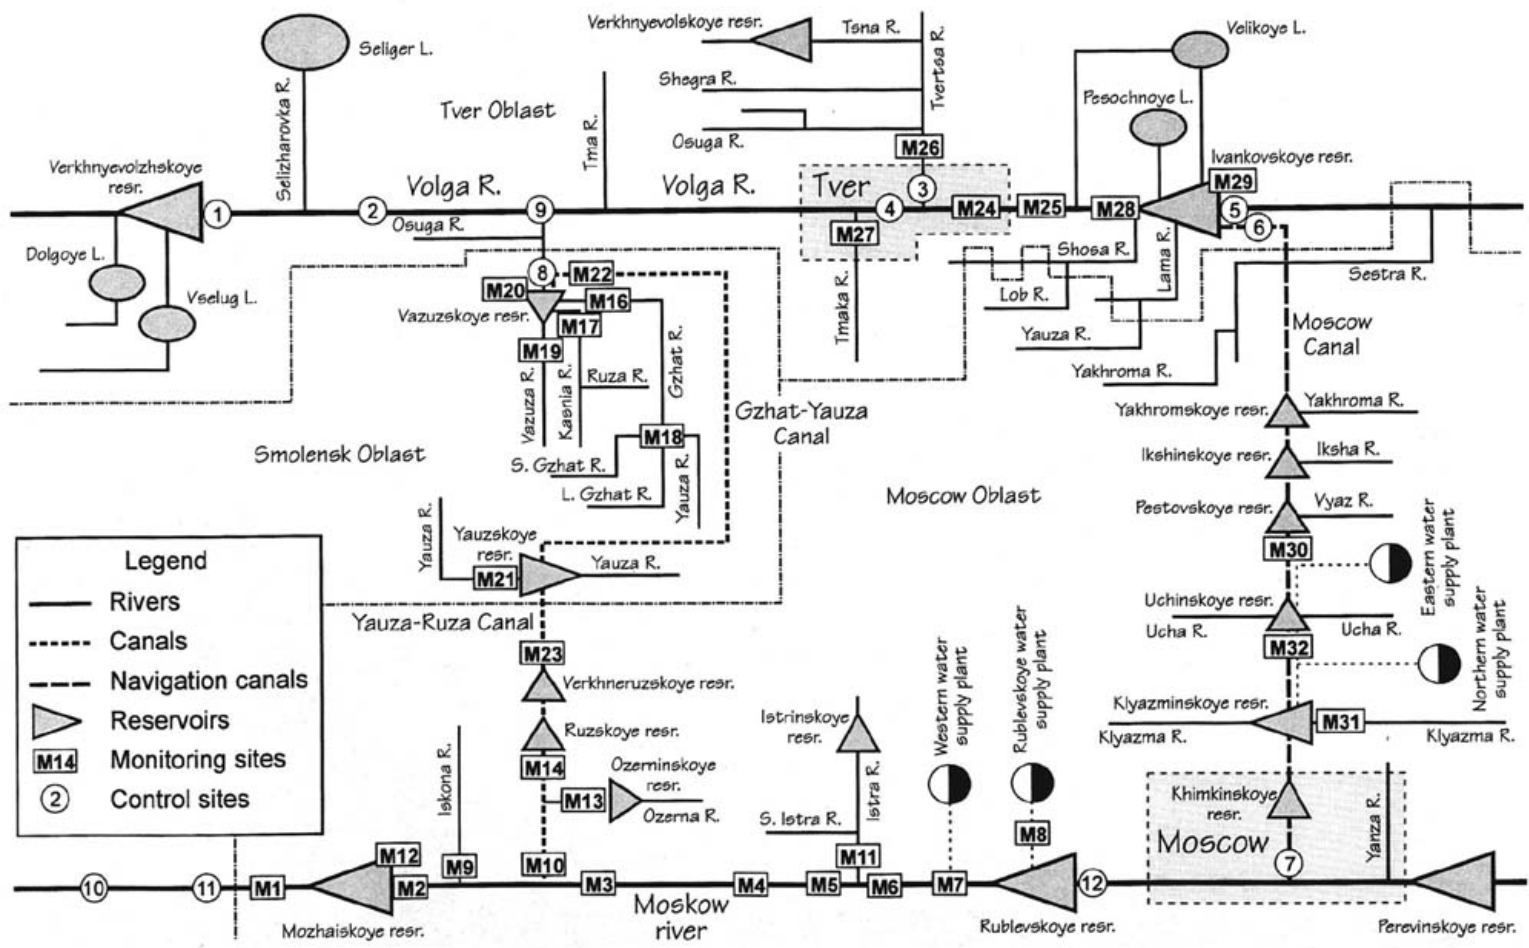 Seliger L.
Verkhnyevolskoye resr.
Tsna R.
Velikoye L.
Selizharovka R.
Tver Oblast
Tma R.
Shegra R.
Tvertsa R.
Pesochnoye L.
Osuga R.
M26
Verkhnyevolzhskoye
resr.
Ivankovskoye resr.
M29
Volga R.
Volga R.
Tver
3
1
2
9
4
M24
M25
M28
5
6
Osuga R.
M27
Dolgoye L.
Vselug L.
8
M22
M20
M16
Vazuzskoye resr.
M17
M19
Tmaka R.
Shosa R.
Lob R.
Lama R.
Yauza R.
Sestra R.
Yakhroma R.
Moscow
Canal
Vazuza R.
Kasnia R.
Ruza R.
Gzhat R.
M18
S. Gzhat R.
L. Gzhat R.
Yauza R.
Gzhat-Yauza
Canal
Smolensk Oblast
Moscow Oblast
Yakhromskoye resr.
Yakhroma R.
Ikshinskoye resr.
Iksha R.
Pestovskoye resr.
Vyaz R.
M30
Eastern water
supply plant
Yauza R.
Yauzskoye
resr.
M21
Yauza R.
Legend
Rivers
Canals
Navigation canals
Reservoirs
M14
Monitoring sites
2
Control sites
Yauza-Ruza Canal
Uchinskoye resr.
Ucha R.
Ucha R.
M32
Northern water
supply plant
M23
Verkhneruzskoye resr.
Ruzskoye resr.
M14
Ozerninskoye
resr.
M13
Ozerna R.
Iskona R.
Istrinskoye
resr.
Istra R.
S. Istra R.
Western water
supply plant
Rublevskoye water
supply plant
Klyazminskoye resr.
M31
Klyazma R.
Klyazma R.
Khimkinskoye
resr.
Moscow
7
Yanza R.
M8
M11
M12
M9
M10
10
11
M1
M2
M3
M4
M5
M6
M7
12
Mozhaiskoye resr.
Moskow
river
Rublevskoye resr.
Perevinskoye resr.